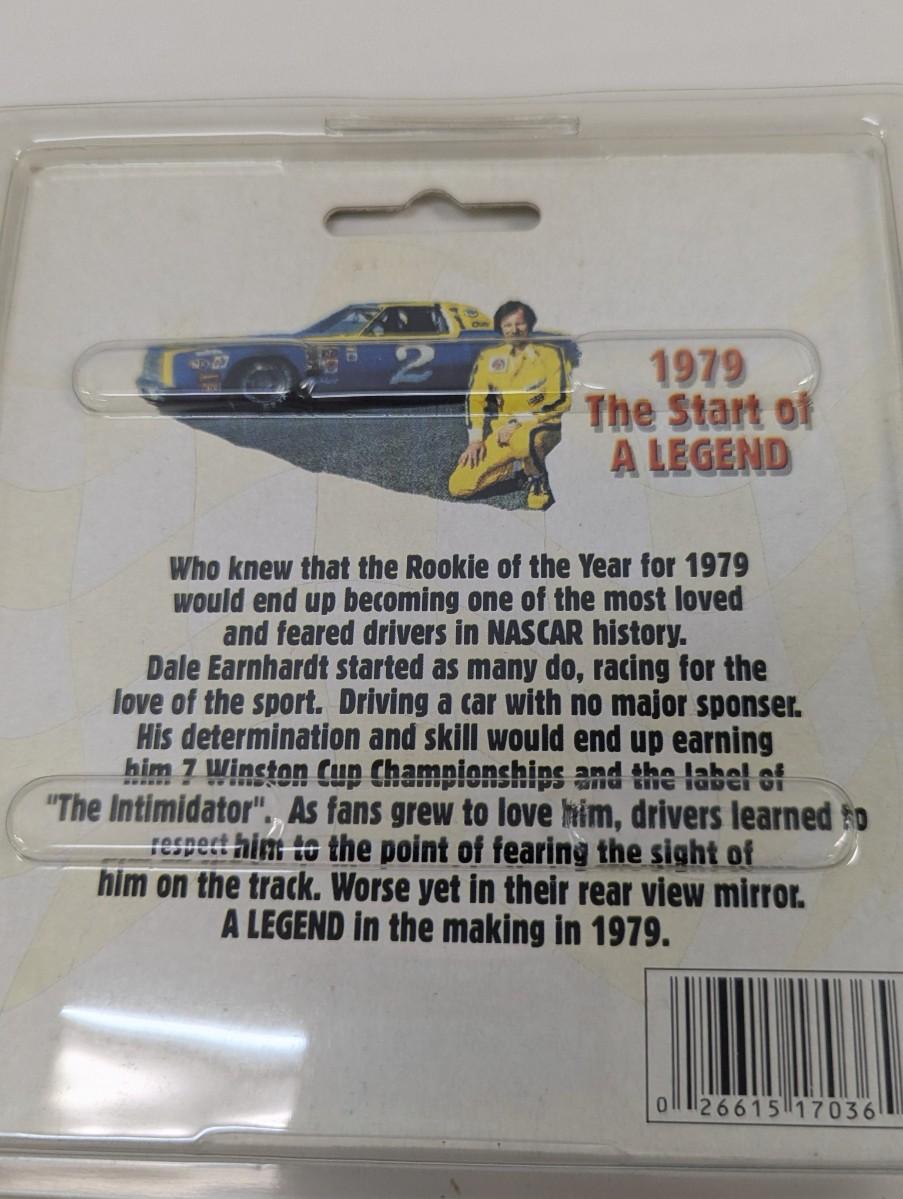 2
1979
The Start of
A LEGEND
Who knew that the Rookie of the Year for 1979
would end up becoming one of the most loved
and feared drivers in NASCAR history.
Dale Earnhardt started as many do, racing for the
love of the sport. Driving a car with no major sponser.
His determination and skill would end up earning
him 7 Winston Cup Championships and the label of
"The Intimidator". As fans grew to love him, drivers learned to
respect him to the point of fearing the sight of
him on the track. Worse yet in their rear view mirror.
A LEGEND in the making in 1979.
0 26615 17036